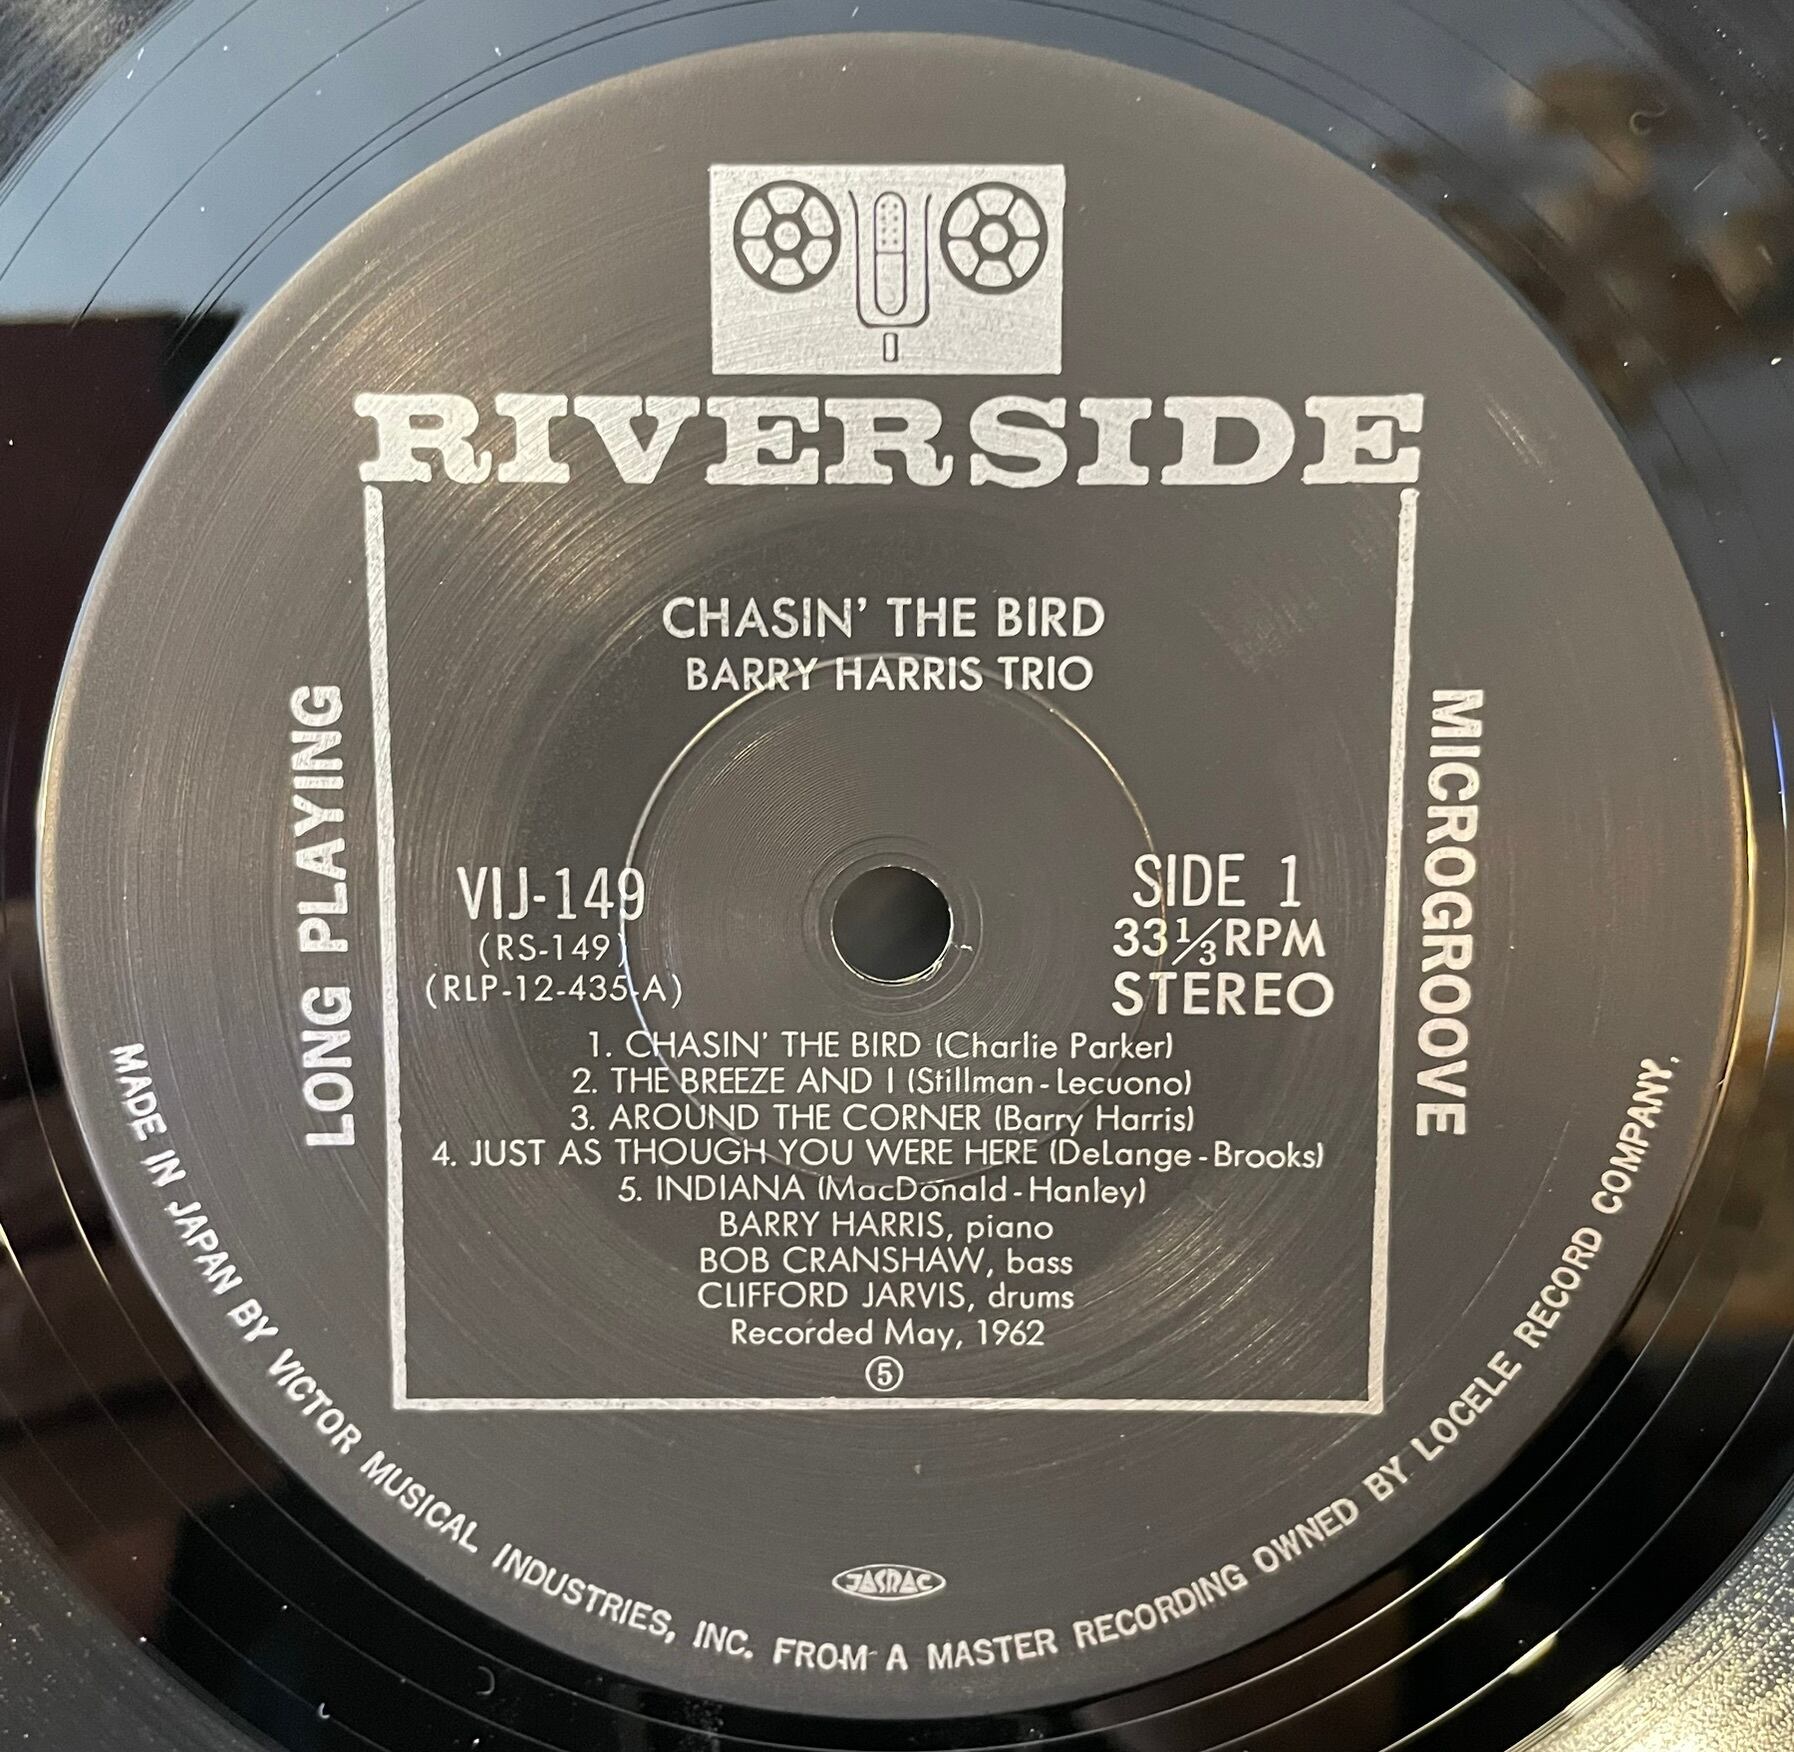 RIVERSIDE
CHASIN' THE BIRD
BARRY HARRIS TRIO
LONG PLAYING
MICROGROOVE
VIJ-149
(RS-149)
(RLP-12-435-A)
SIDE 1
33 1/3 RPM
STEREO
1. CHASIN' THE BIRD (Charlie Parker)
2. THE BREEZE AND I (Stillman-Lecuono)
3. AROUND THE CORNER (Barry Harris)
4. JUST AS THOUGH YOU WERE HERE (DeLange-Brooks)
5. INDIANA (MacDonald-Hanley)
BARRY HARRIS, piano
BOB CRANSHAW, bass
CLIFFORD JARVIS, drums
Recorded May, 1962
⑤
JASRAC
MADE IN JAPAN BY VICTOR MUSICAL INDUSTRIES, INC. FROM A MASTER RECORDING OWNED BY LOCELE RECORD COMPANY,